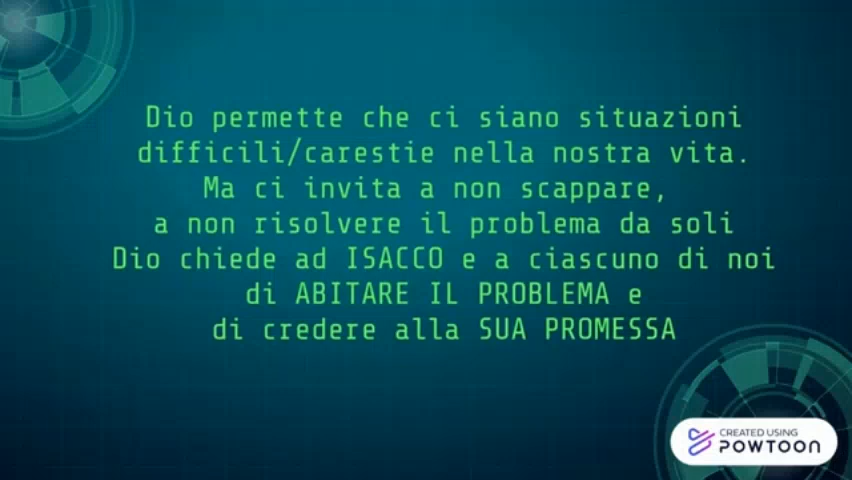 Dio permette che ci siano situazioni
difficili/carestie nella nostra vita.
Ma ci invita a non scappare,
a non risolvere il problema da soli
Dio chiede ad ISACCO e a ciascuno di noi
di ABITARE IL PROBLEMA e
di credere alla SUA PROMESSA
CREATED USING
POWTOON